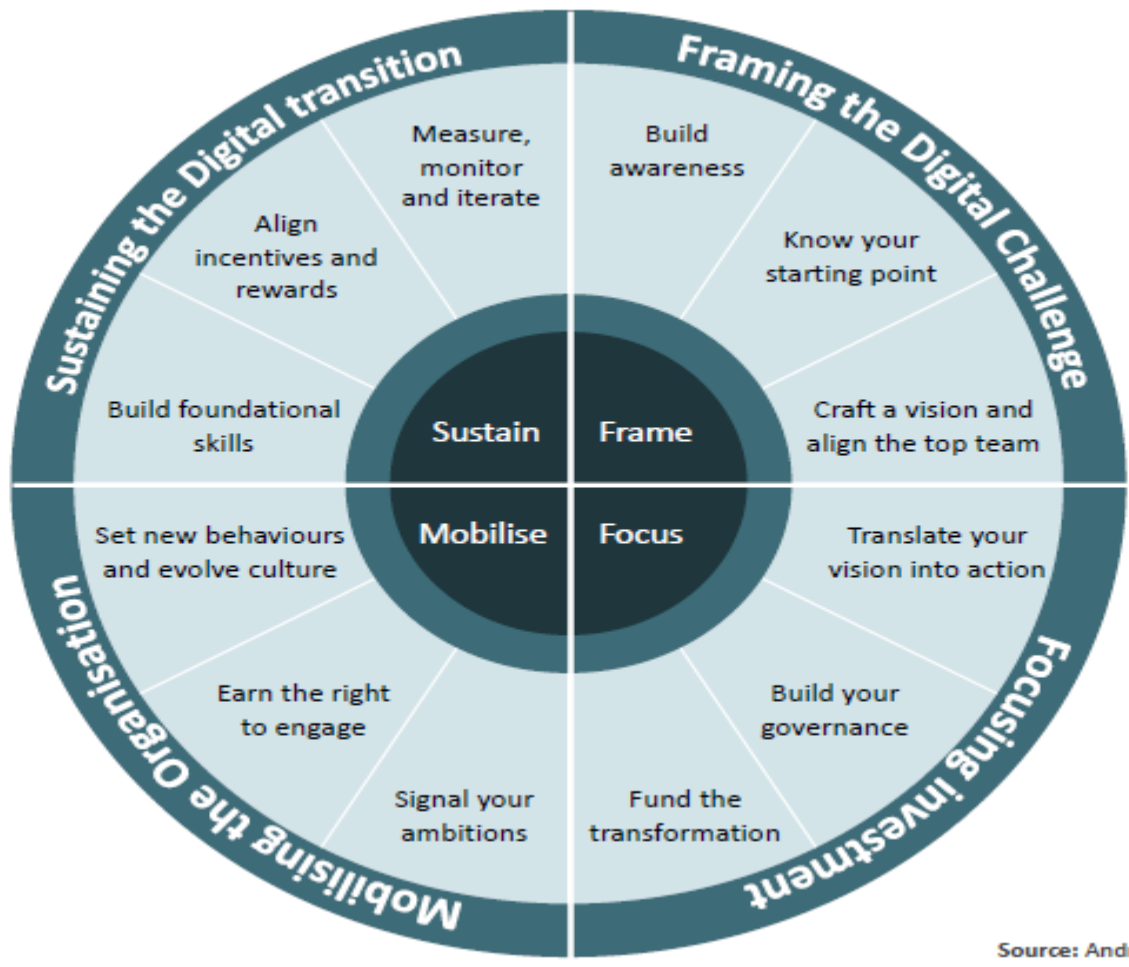 Framing the Digital Challenge
Build
awareness
Know your
starting point
Craft a vision and
align the top team
Frame
Focusing investment
Translate your
vision into action
Build your
governance
Fund the
transformation
Focus
Mobilising the Organisation
Signal your
ambitions
Earn the right
to engage
Set new behaviours
and evolve culture
Mobilise
Sustaining the Digital transition
Build foundational
skills
Align
incentives and
rewards
Measure,
monitor
and iterate
Sustain
Source: